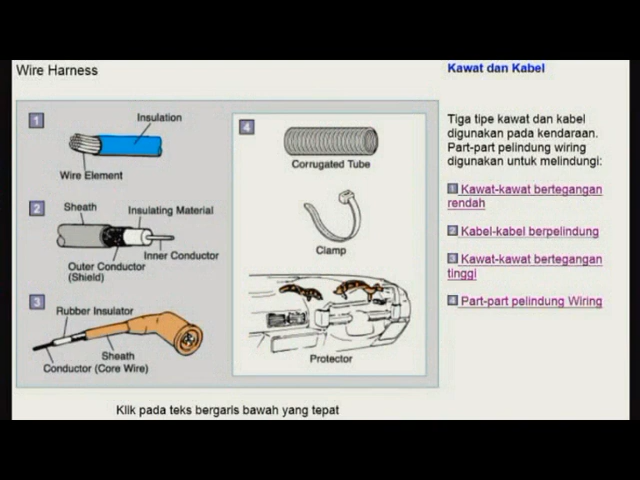 Wire Harness
Kawat dan Kabel
1
Insulation
Wire Element
2
Sheath
Insulating Material
Inner Conductor
Outer Conductor
(Shield)
3
Rubber Insulator
Sheath
Conductor (Core Wire)
4
Corrugated Tube
Clamp
Protector
Tiga tipe kawat dan kabel
digunakan pada kendaraan.
Part-part pelindung wiring
digunakan untuk melindungi:
1 Kawat-kawat bertegangan
rendah
2 Kabel-kabel berpelindung
3 Kawat-kawat bertegangan
tinggi
4 Part-part pelindung Wiring
Klik pada teks bergaris bawah yang tepat